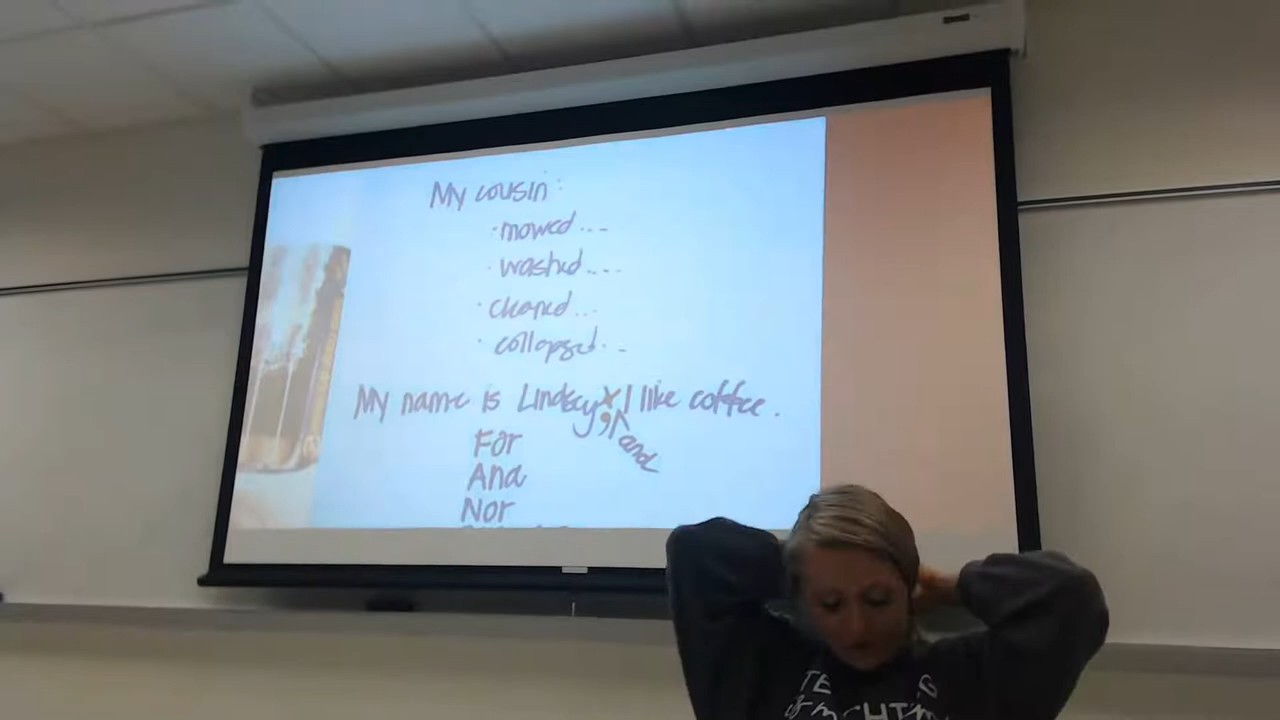 My cousin:
· mowed...
· washed....
· cleaned...
· collapsed...
My name is Lindsey x I like coffee.
, ^ and
For
And
Nor